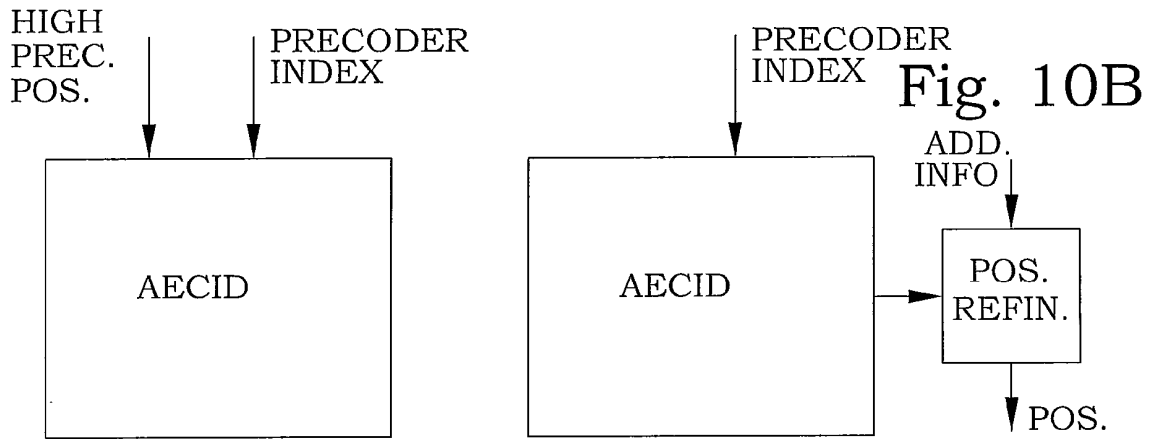 HIGH
PREC.
POS.
PRECODER
INDEX
AECID
PRECODER
INDEX
Fig. 10B
ADD.
INFO
AECID
POS.
REFIN.
POS.